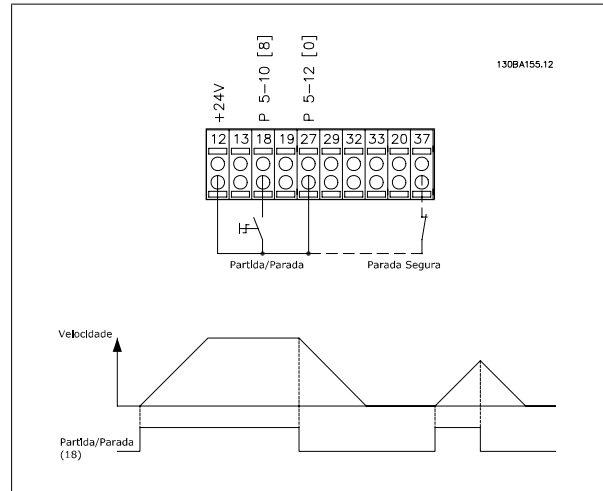 130BA155.12
+24V
P 5-10 [8]
P 5-12 [0]
12 13 18 19 27 29 32 33 20 37
Partida/Parada
Parada Segura
Velocidade
Partida/Parada
(18)